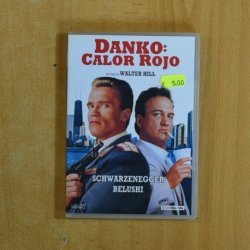 DANKO:
CALOR ROJO
WALTER HILL
€ 5,00
SCHWARZENEGGER
BELUSHI